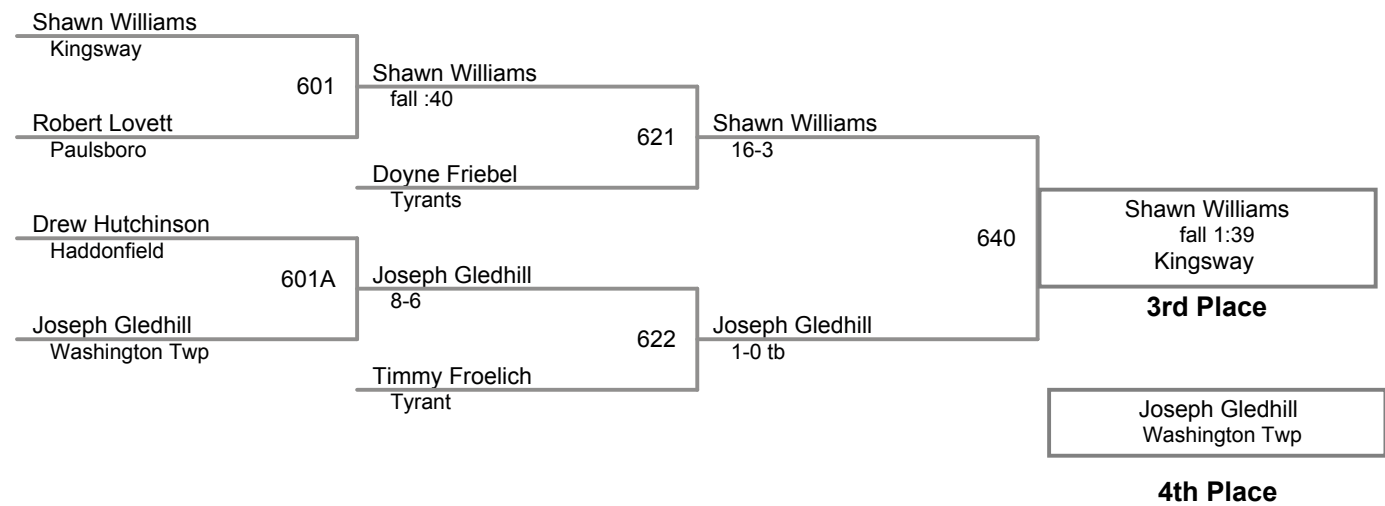 Shawn Williams
Kingsway
601
Shawn Williams
fall :40
Robert Lovett
Paulsboro
621
Shawn Williams
16-3
Doyne Friebel
Tyrants
Drew Hutchinson
Haddonfield
601A
Joseph Gledhill
8-6
Joseph Gledhill
Washington Twp
622
Joseph Gledhill
1-0 tb
Timmy Froelich
Tyrant
640
Shawn Williams
fall 1:39
Kingsway
3rd Place
Joseph Gledhill
Washington Twp
4th Place